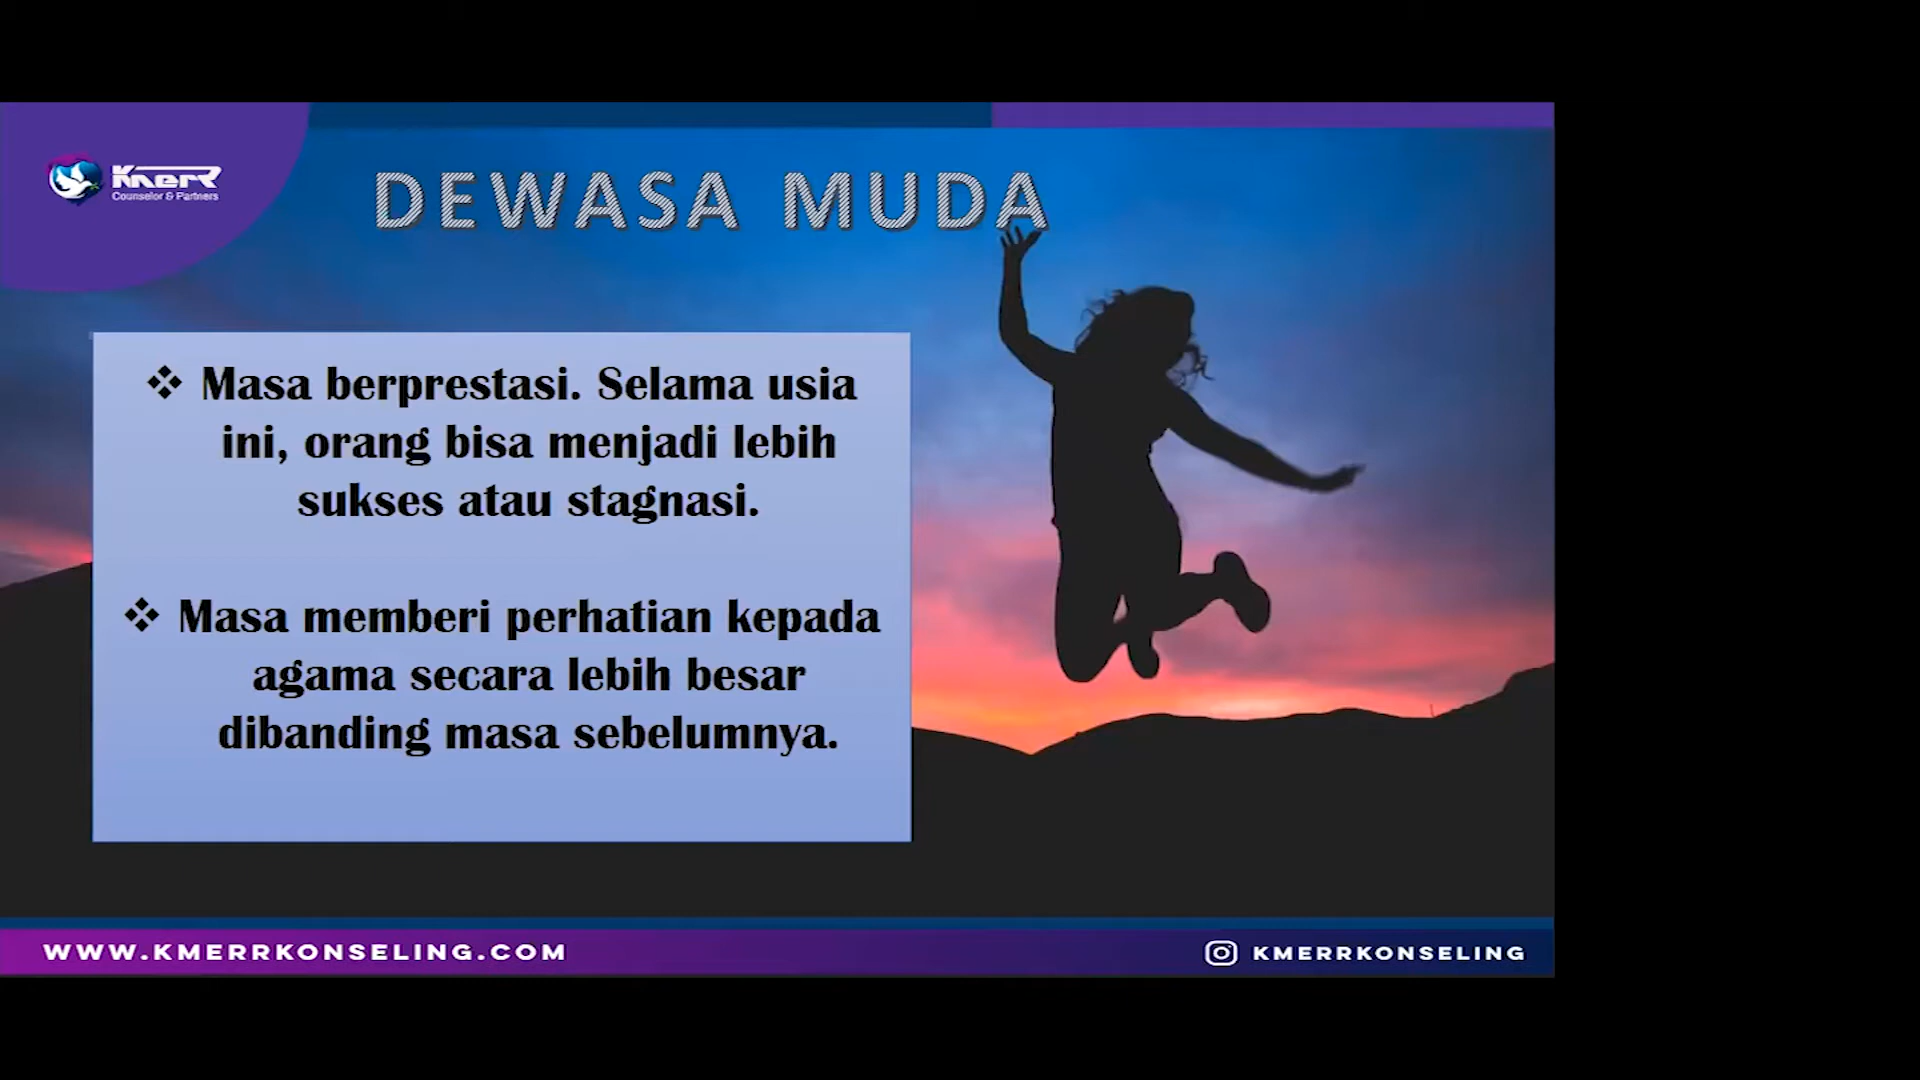 Kmerr
Counselor & Partners
DEWASA MUDA
❖ Masa berprestasi. Selama usia
ini, orang bisa menjadi lebih
sukses atau stagnasi.
❖ Masa memberi perhatian kepada
agama secara lebih besar
dibanding masa sebelumnya.
WWW.KMERRKONSELING.COM
KMERRKONSELING